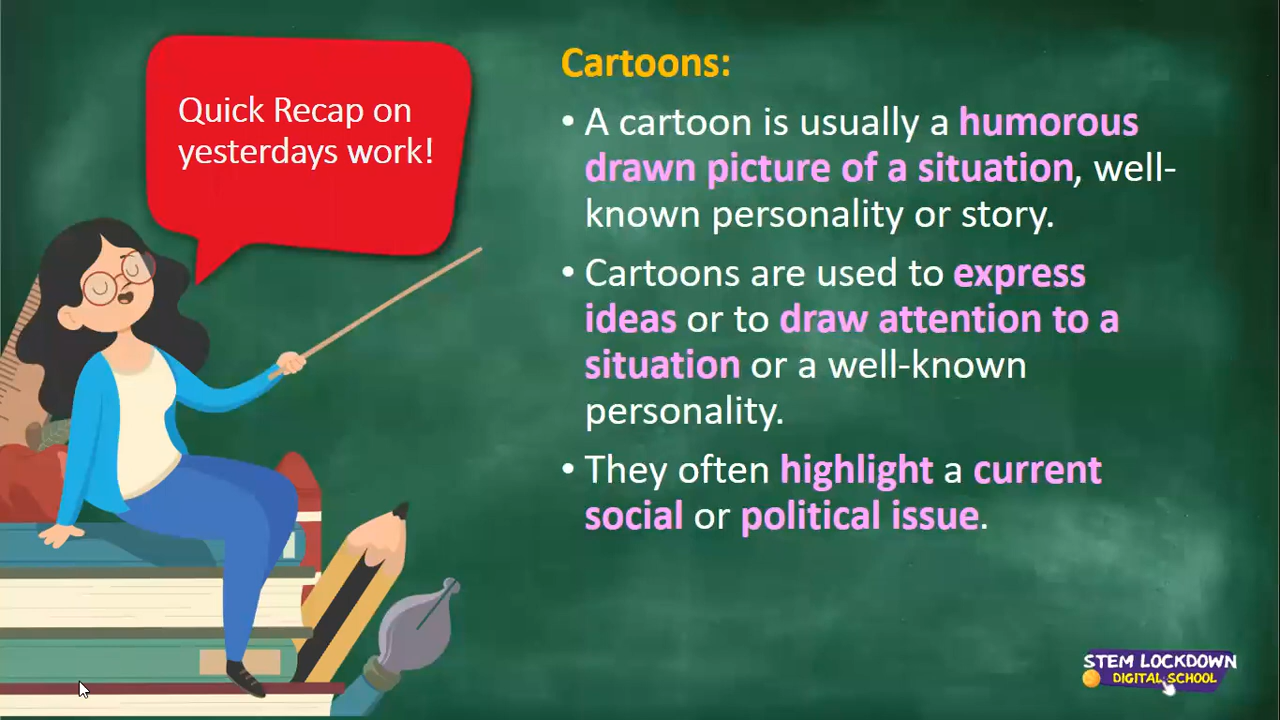 Quick Recap on
yesterdays work!
Cartoons:
• A cartoon is usually a humorous
drawn picture of a situation, well-
known personality or story.
• Cartoons are used to express
ideas or to draw attention to a
situation or a well-known
personality.
• They often highlight a current
social or political issue.
STEM LOCKDOWN
DIGITAL SCHOOL